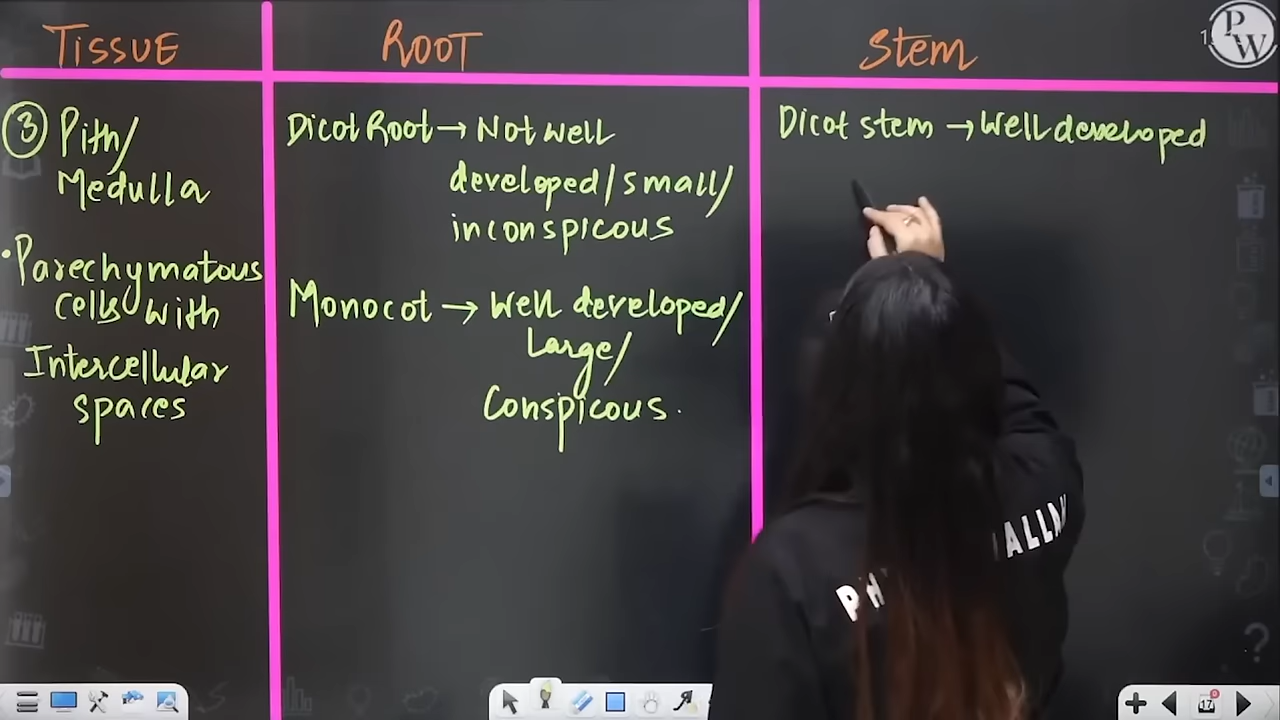 TISSUE
ROOT
Stem
PW
③ Pith/
Medulla
• Parechymatous
cells with
Intercellular
spaces
Dicot Root → Not well
developed/small/
inconspicous
Monocot → Well developed/
Large/
Conspicous.
Dicot stem → Well developed
17
?